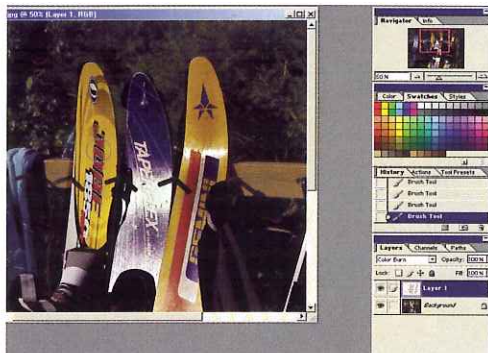 .jpg @ 50% (Layer 1, RGB)
Navigator Info
50%
Color Swatches Styles
History Actions Tool Presets
Brush Tool
Brush Tool
Brush Tool
Brush Tool
Layers Channels Paths
Color Burn Opacity: 100%
Lock: Fill: 100%
Layer 1
Background